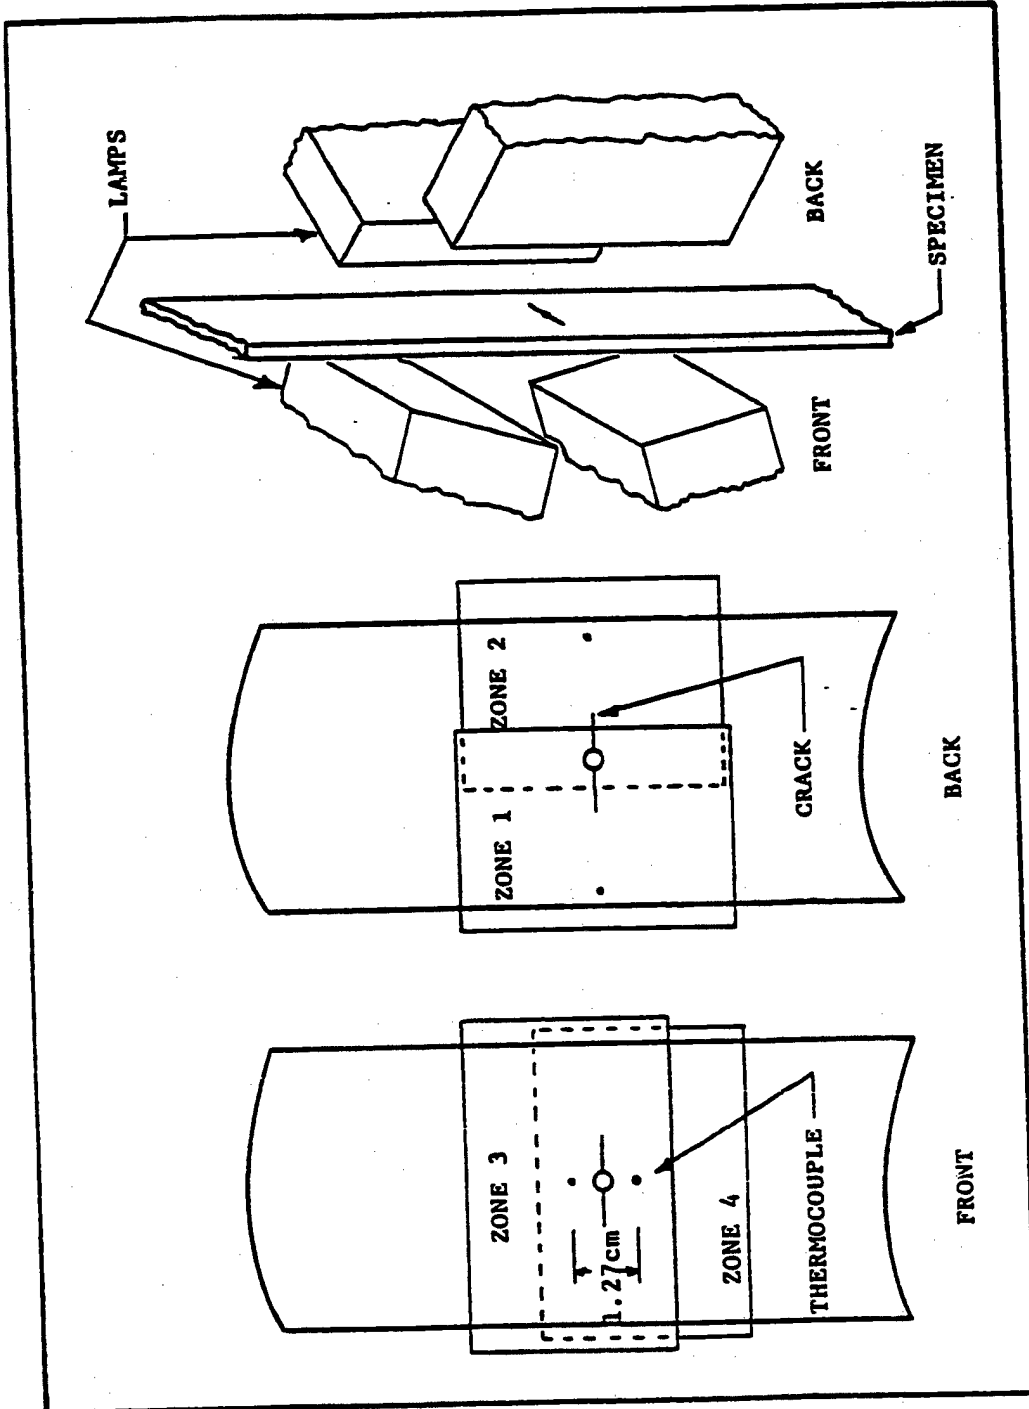 LAMPS
BACK
SPECIMEN
FRONT
ZONE 2
ZONE 1
CRACK
BACK
ZONE 3
1.27cm
ZONE 4
THERMOCOUPLE
FRONT